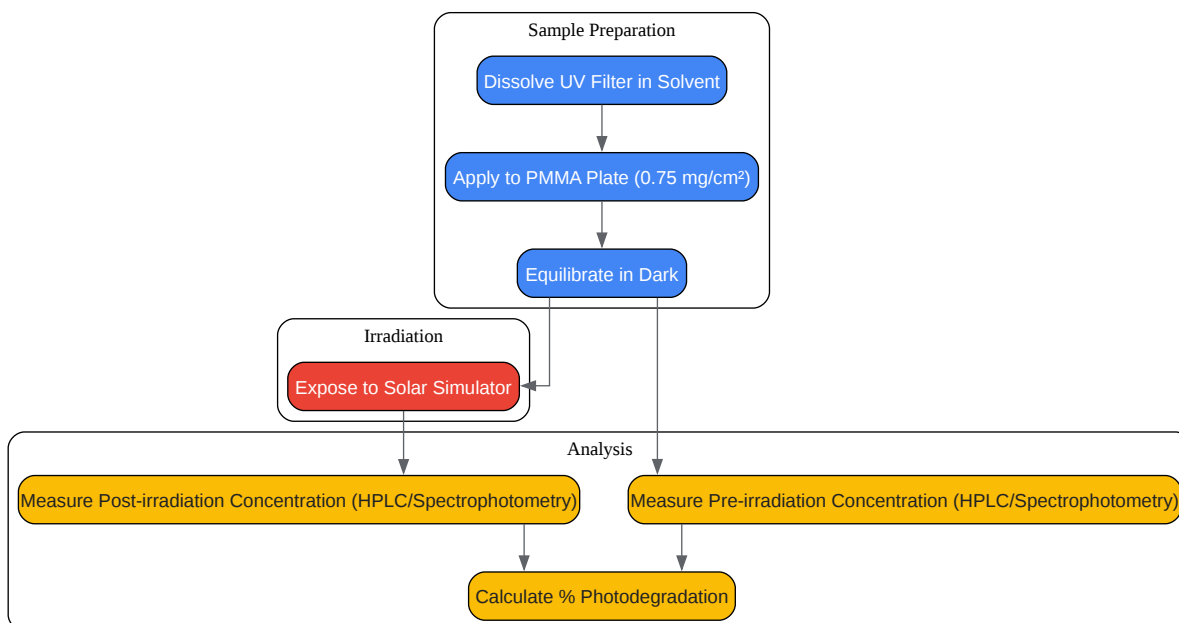 Sample Preparation
Dissolve UV Filter in Solvent
Apply to PMMA Plate (0.75 mg/cm²)
Equilibrate in Dark
Irradiation
Expose to Solar Simulator
Analysis
Measure Post-irradiation Concentration (HPLC/Spectrophotometry)
Measure Pre-irradiation Concentration (HPLC/Spectrophotometry)
Calculate % Photodegradation